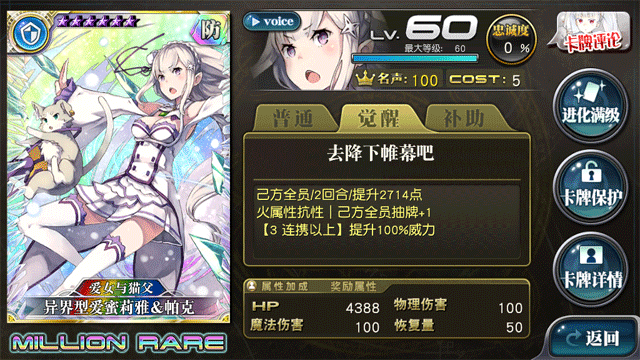 防
voice
LV. 60
最大等级: 60
忠诚度
0 %
卡牌评论
名声: 100
COST: 5
普通
觉醒
补助
去降下帷幕吧
己方全员/2回合/提升2714点
火属性抗性｜己方全员抽牌+1
【3 连携以上】提升100%威力
进化满级
卡牌保护
卡牌详情
爱女与猫父
异界型爱蜜莉雅&帕克
MILLION RARE
属性加成 奖励属性
HP 4388 物理伤害 100
魔法伤害 100 恢复量 50
返回